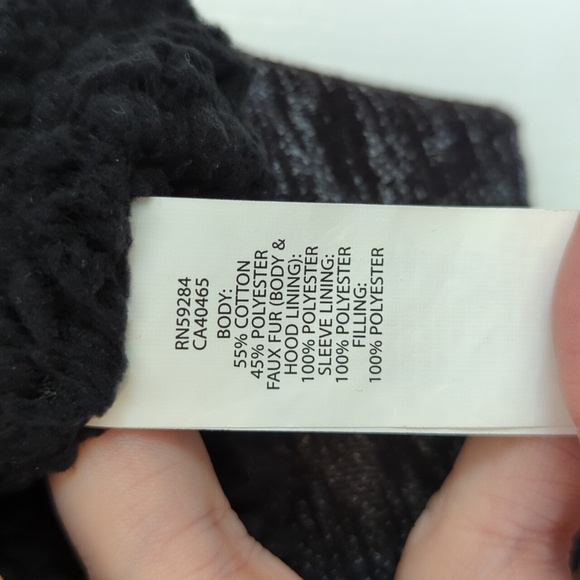 RN59284
CA40465
BODY:
55% COTTON
45% POLYESTER
FAUX FUR (BODY &
HOOD LINING):
100% POLYESTER
SLEEVE LINING:
100% POLYESTER
FILLING:
100% POLYESTER